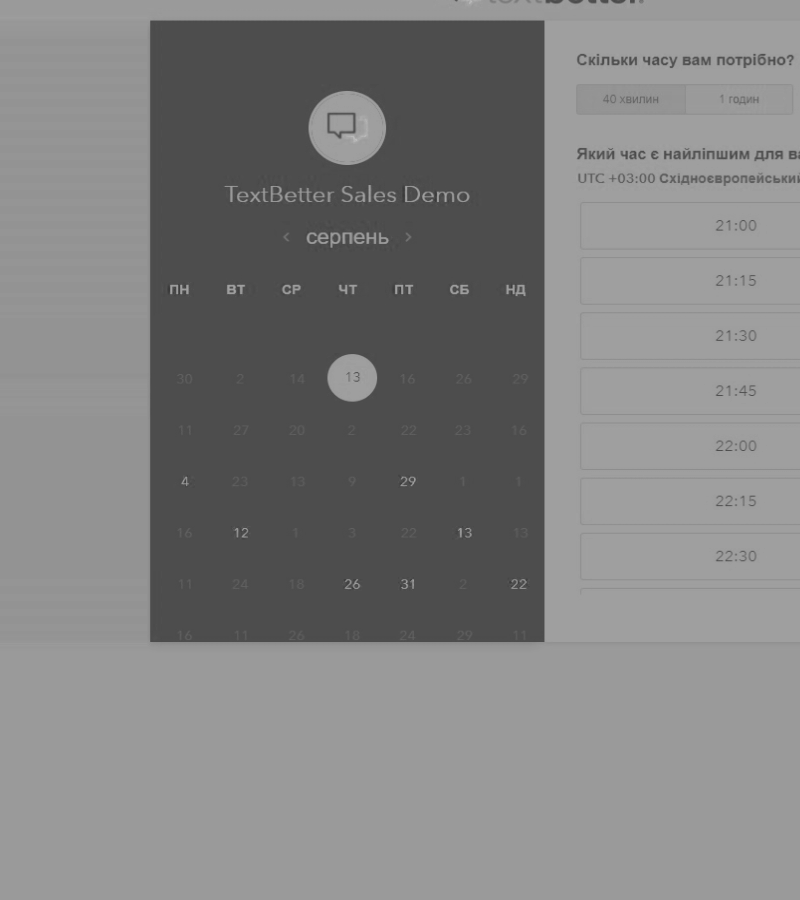 textbetter.
TextBetter Sales Demo
‹ серпень ›
ПН ВТ СР ЧТ ПТ СБ НД
30 2 14 13 16 26 29
11 27 20 2 22 23 16
4 23 13 9 29 1 1
16 12 1 3 22 13 13
11 24 18 26 31 2 22
16 11 26 18 24 29 11
Скільки часу вам потрібно?
40 хвилин 1 годин
Який час є найліпшим для
UTC +03:00 Східноєвропейський
21:00
21:15
21:30
21:45
22:00
22:15
22:30